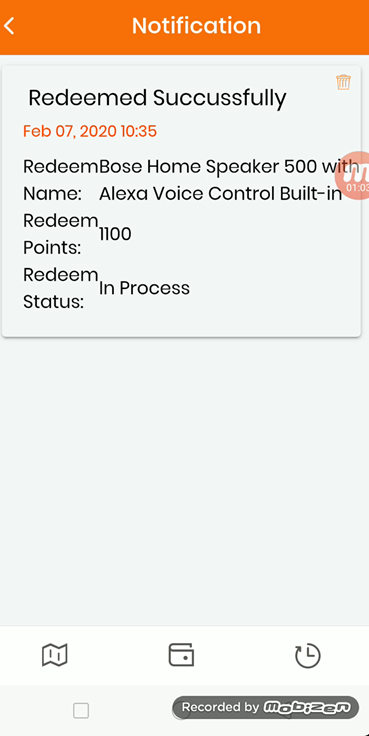 Notification
Redeemed Succussfully
Feb 07, 2020 10:35
Redeem Name: Bose Home Speaker 500 with
Alexa Voice Control Built-in
Redeem Points: 1100
Redeem Status: In Process
01:03
Recorded by Mobizen